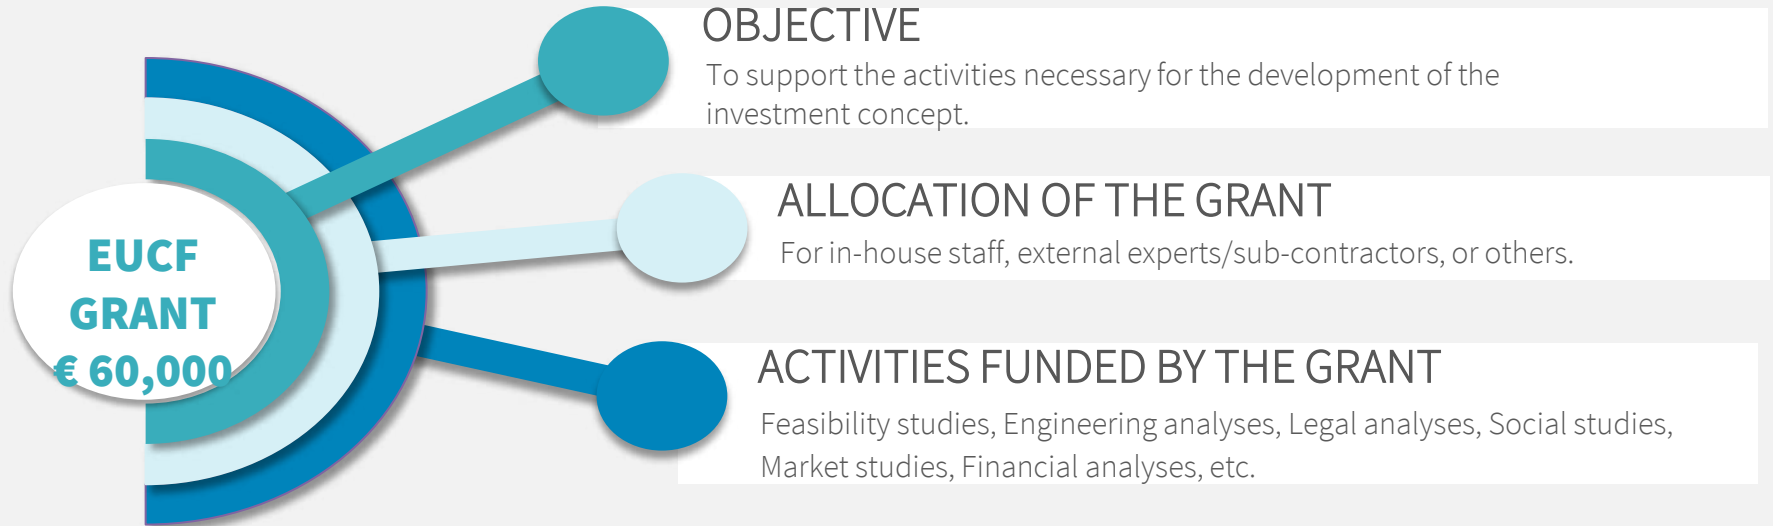 EUCF
GRANT
€ 60,000
OBJECTIVE
To support the activities necessary for the development of the
investment concept.
ALLOCATION OF THE GRANT
For in-house staff, external experts/sub-contractors, or others.
ACTIVITIES FUNDED BY THE GRANT
Feasibility studies, Engineering analyses, Legal analyses, Social studies,
Market studies, Financial analyses, etc.